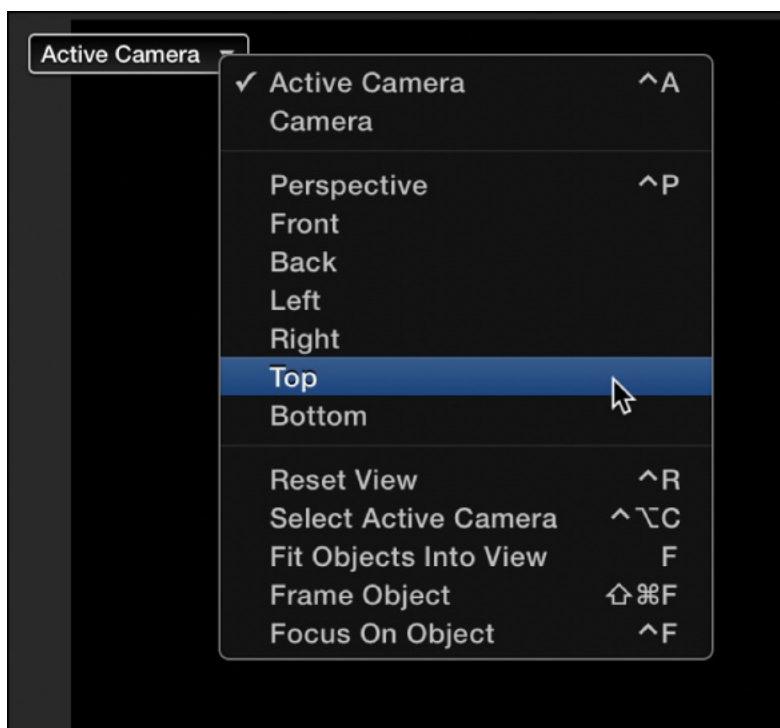 Active Camera
✓ Active Camera ^A
Camera
Perspective ^P
Front
Back
Left
Right
Top
Bottom
Reset View ^R
Select Active Camera ^⌥C
Fit Objects Into View F
Frame Object ⇧⌘F
Focus On Object ^F